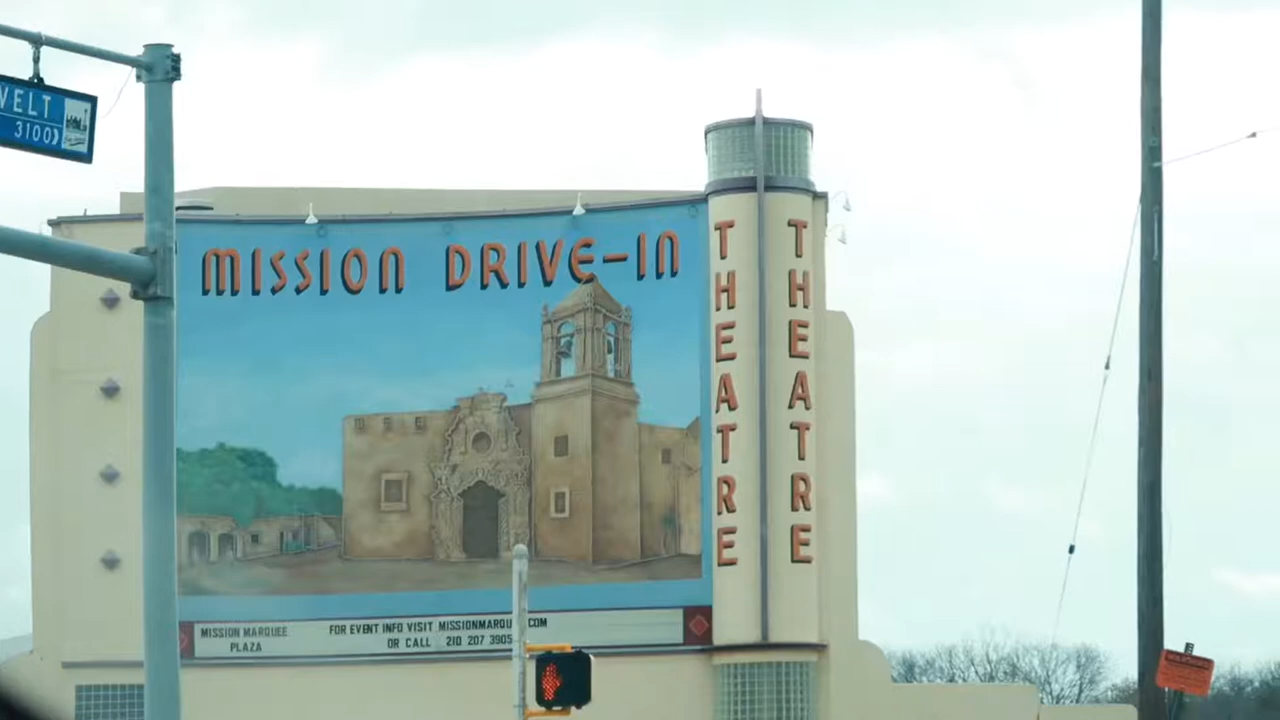 VELT
3100
MISSION DRIVE-IN
THEATRE
THEATRE
MISSION MARQUEE
PLAZA
FOR EVENT INFO VISIT MISSIONMARQU .COM
OR CALL 210 207 3905